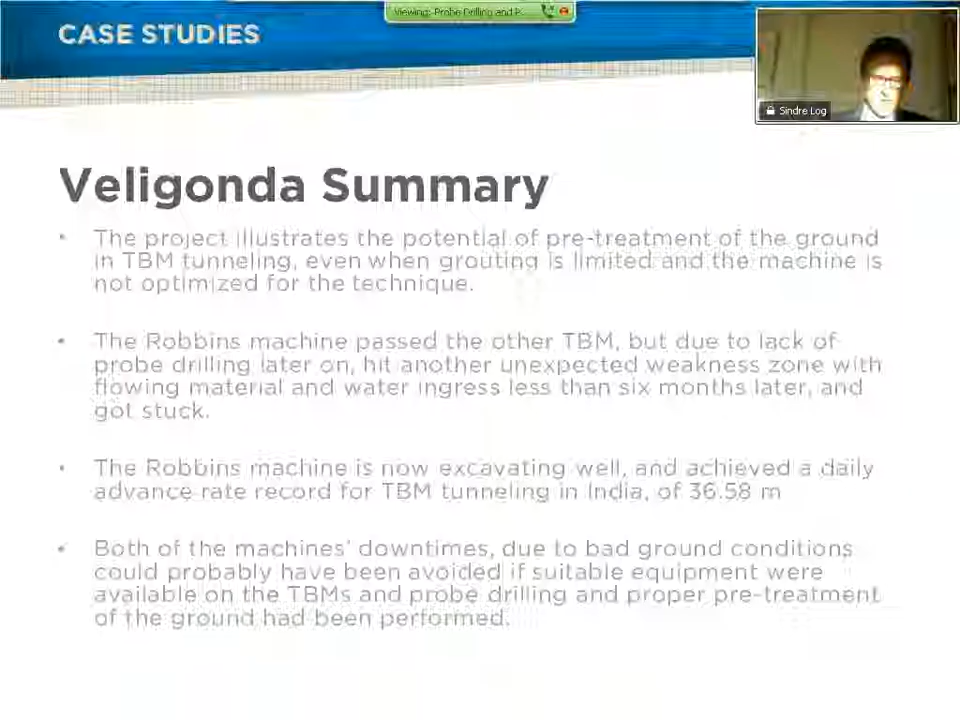 CASE STUDIES
Viewing: Probe Drilling and P...
Sindre Log
Veligonda Summary
• The project illustrates the potential of pre-treatment of the ground
in TBM tunneling, even when grouting is limited and the machine is
not optimized for the technique.
• The Robbins machine passed the other TBM, but due to lack of
probe drilling later on, hit another unexpected weakness zone with
flowing material and water ingress less than six months later, and
got stuck.
• The Robbins machine is now excavating well, and achieved a daily
advance rate record for TBM tunneling in India, of 36.58 m
• Both of the machines' downtimes, due to bad ground conditions
could probably have been avoided if suitable equipment were
available on the TBMs and probe drilling and proper pre-treatment
of the ground had been performed.